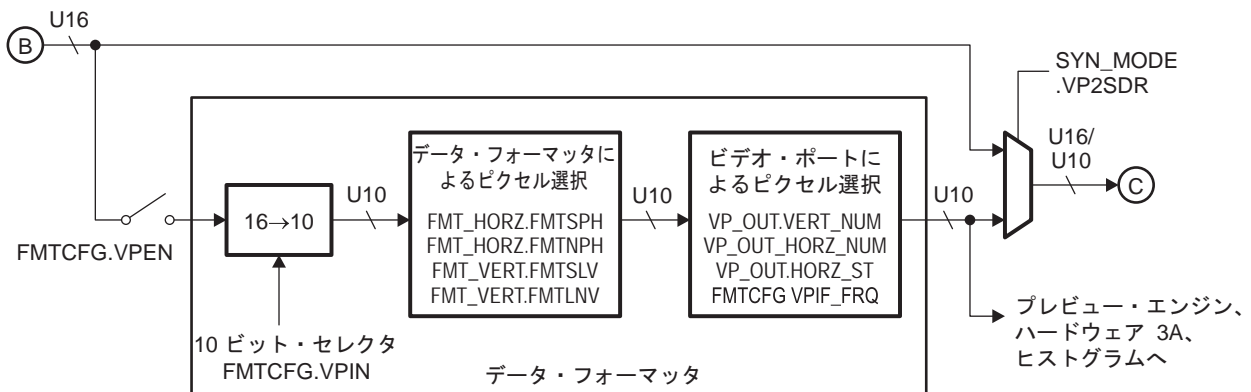 B
U16
FMTCFG.VPEN
16→10
10 ビット・セレクタ
FMTCFG.VPIN
U10
データ・フォーマッタに
よるピクセル選択
FMT_HORZ.FMTSPH
FMT_HORZ.FMTNPH
FMT_VERT.FMTSLV
FMT_VERT.FMTLNV
U10
ビデオ・ポートに
よるピクセル選択
VP_OUT.VERT_NUM
VP_OUT_HORZ_NUM
VP_OUT.HORZ_ST
FMTCFG VPIF_FRQ
データ・フォーマッタ
U10
SYN_MODE
.VP2SDR
U16/
U10
C
プレビュー・エンジン、
ハードウェア 3A、
ヒストグラムへ